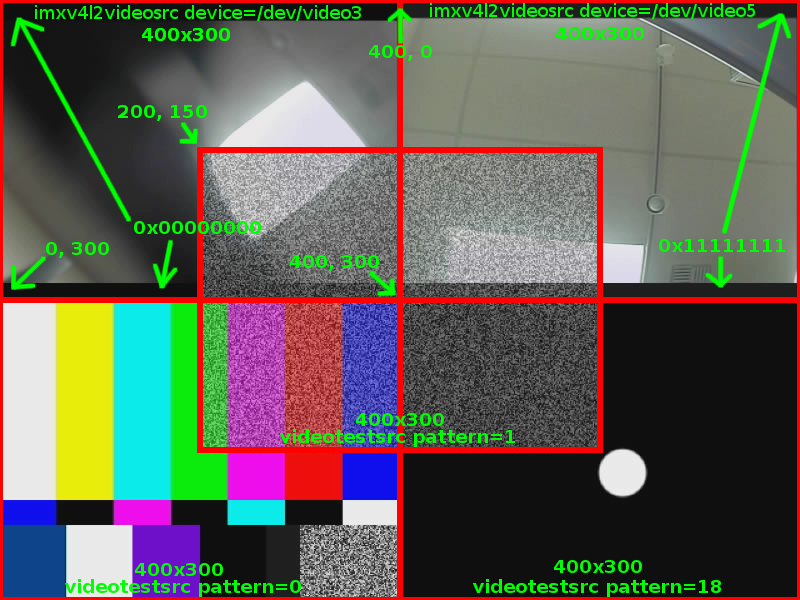 imxv4l2videosrc device=/dev/video3
400x300
imxv4l2videosrc device=/dev/video5
400x300
400, 0
200, 150
0x00000000
0, 300
400, 300
0x11111111
400x300
videotestsrc pattern=1
400x300
videotestsrc pattern=0
400x300
videotestsrc pattern=18